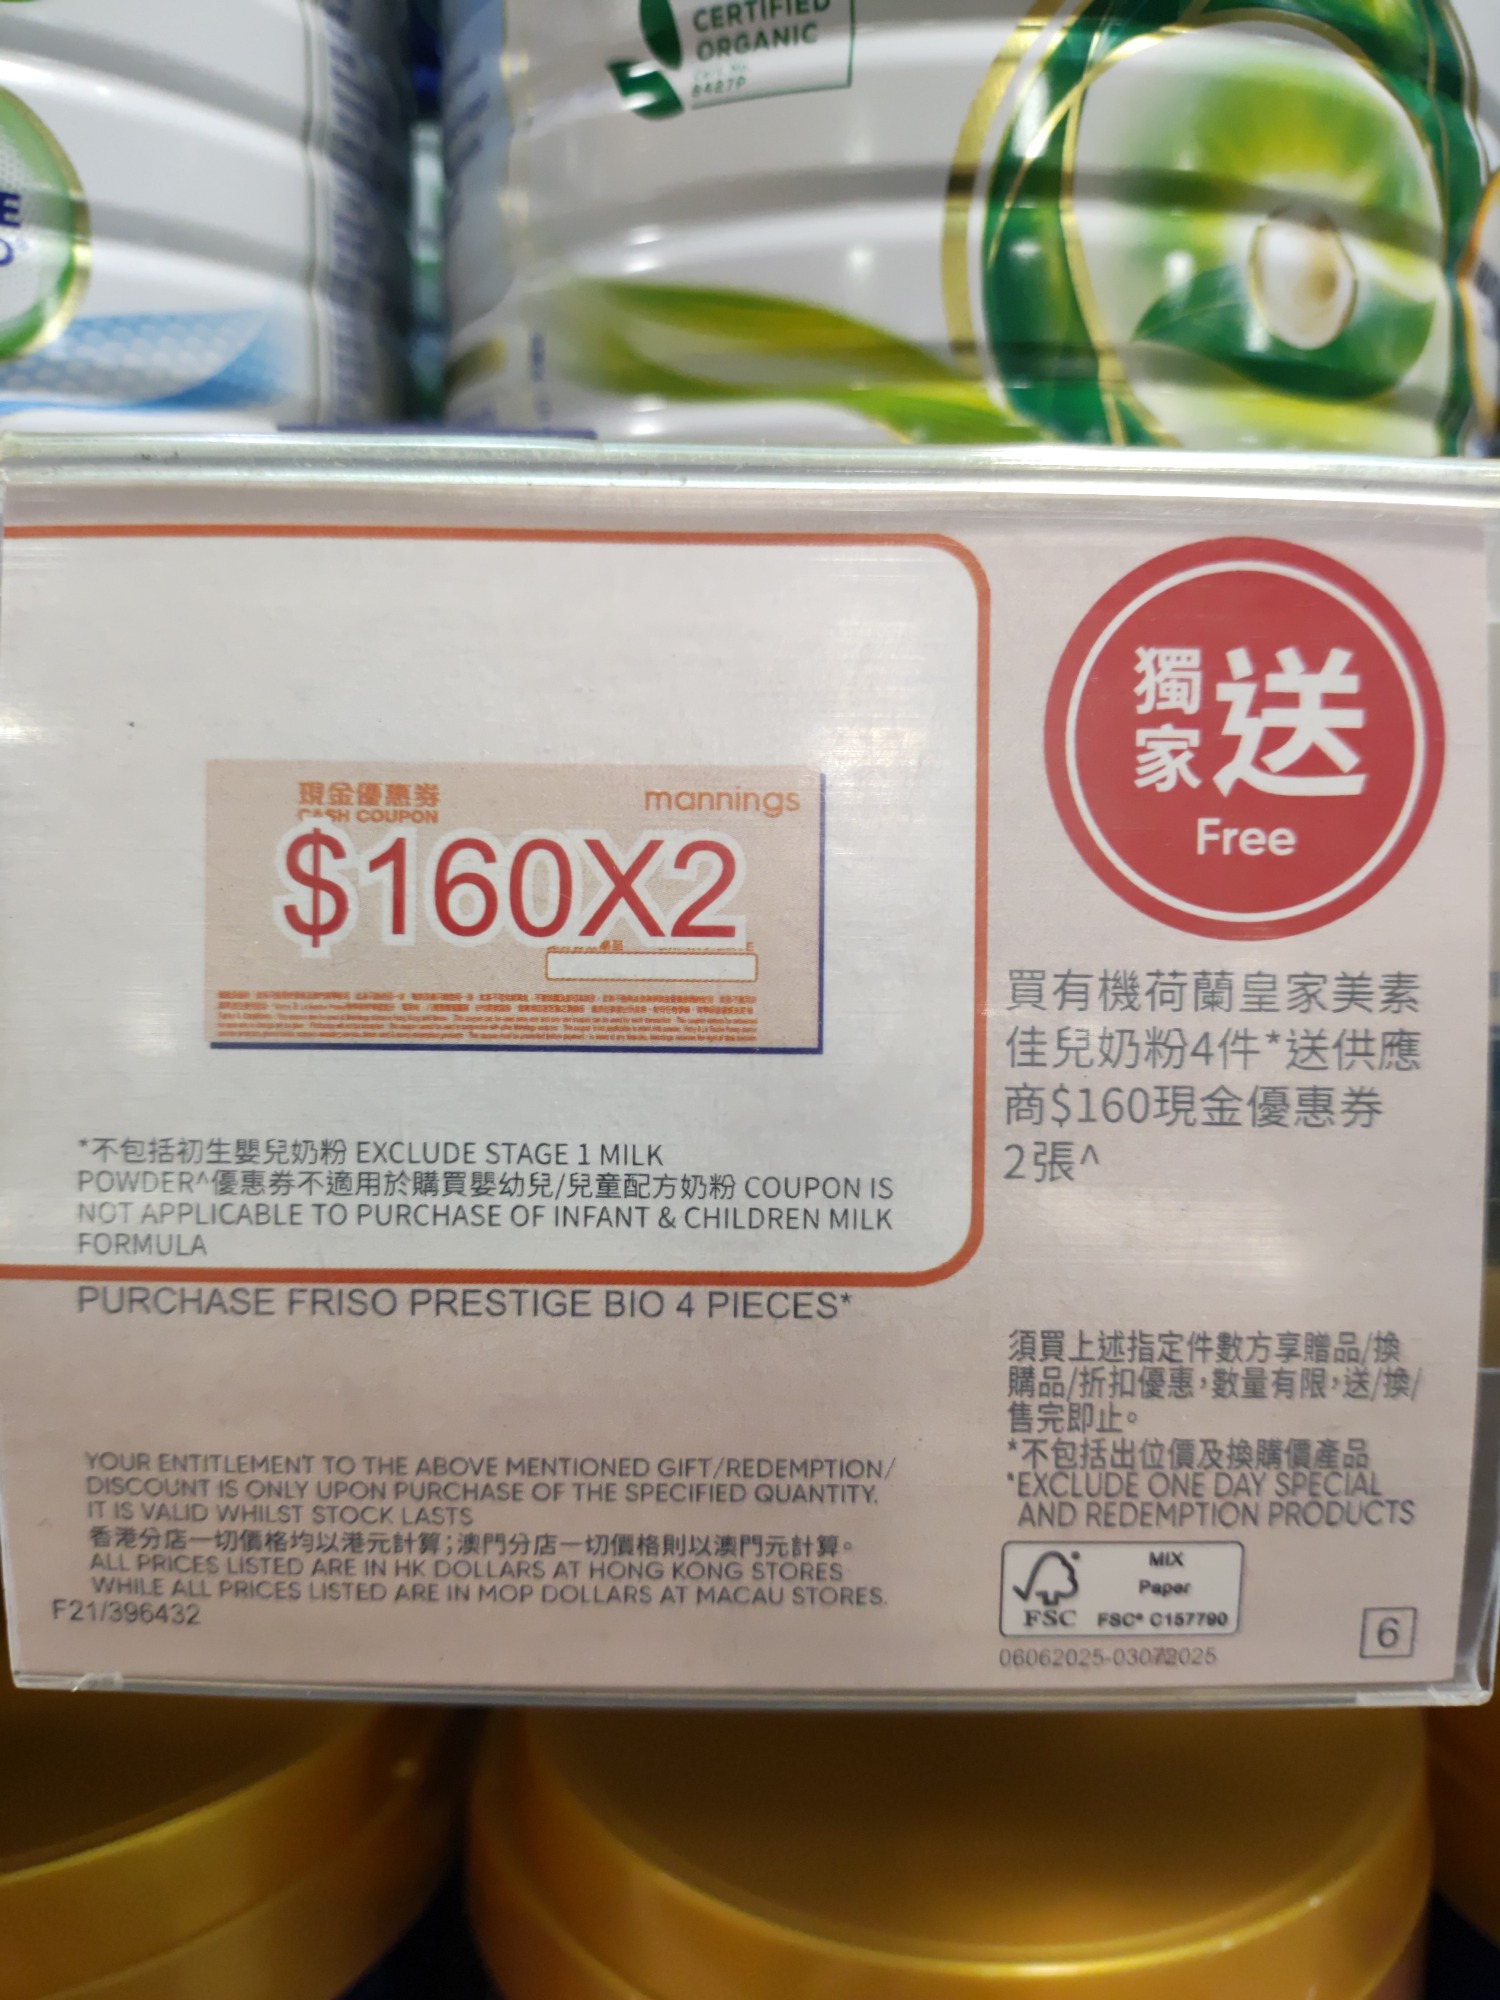 CERTIFIED
ORGANIC
8487P
獨家送
Free
現金優惠券
CASH COUPON
mannings
$160X2
買有機荷蘭皇家美素
佳兒奶粉4件*送供應
商$160現金優惠券
2張^
*不包括初生嬰兒奶粉 EXCLUDE STAGE 1 MILK
POWDER^優惠券不適用於購買嬰幼兒/兒童配方奶粉 COUPON IS
NOT APPLICABLE TO PURCHASE OF INFANT & CHILDREN MILK
FORMULA
PURCHASE FRISO PRESTIGE BIO 4 PIECES*
須買上述指定件數方享贈品/換
購品/折扣優惠,數量有限,送/換/
售完即止。
*不包括出位價及換購價產品
*EXCLUDE ONE DAY SPECIAL
AND REDEMPTION PRODUCTS
YOUR ENTITLEMENT TO THE ABOVE MENTIONED GIFT/REDEMPTION/
DISCOUNT IS ONLY UPON PURCHASE OF THE SPECIFIED QUANTITY.
IT IS VALID WHILST STOCK LASTS
香港分店一切價格均以港元計算;澳門分店一切價格則以澳門元計算。
ALL PRICES LISTED ARE IN HK DOLLARS AT HONG KONG STORES
WHILE ALL PRICES LISTED ARE IN MOP DOLLARS AT MACAU STORES.
F21/396432
FSC
MIX
Paper
FSC® C157790
06062025-03072025
6